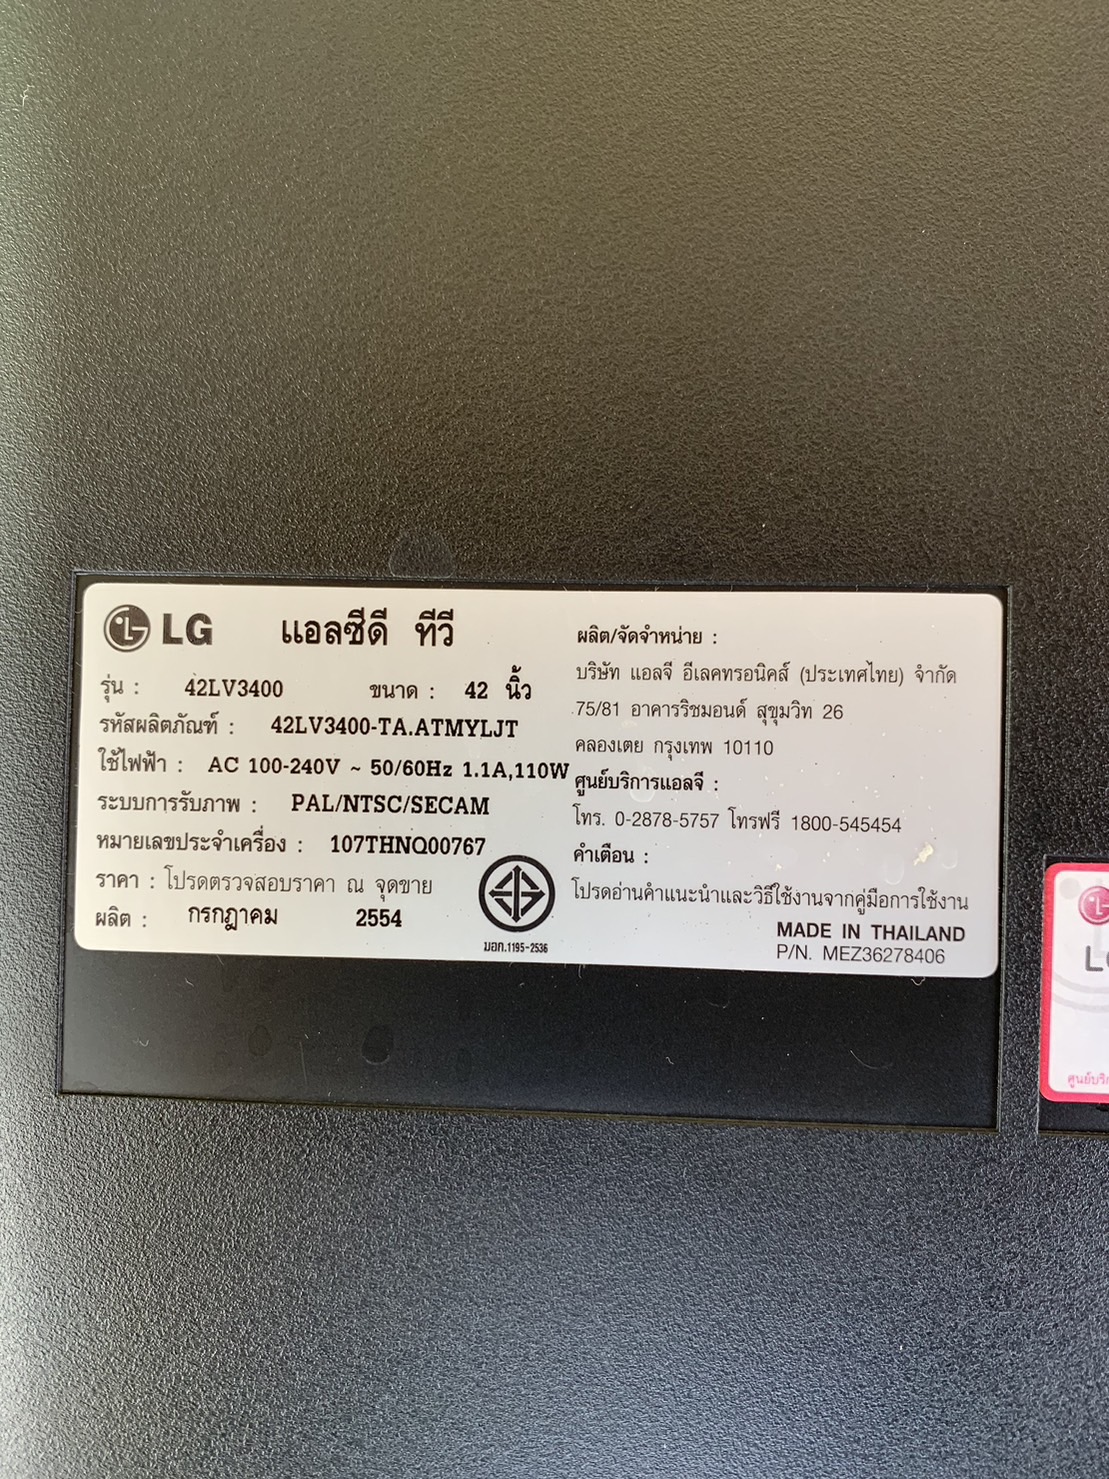 LG แอลซีดี ทีวี
รุ่น : 42LV3400 ขนาด : 42 นิ้ว
รหัสผลิตภัณฑ์ : 42LV3400-TA.ATMYLJT
ใช้ไฟฟ้า : AC 100-240V ~ 50/60Hz 1.1A,110W
ระบบการรับภาพ : PAL/NTSC/SECAM
หมายเลขประจำเครื่อง : 107THNQ00767
ราคา : โปรดตรวจสอบราคา ณ จุดขาย
ผลิต : กรกฎาคม 2554
มอก.1195-2536
ผลิต/จัดจำหน่าย :
บริษัท แอลจี อีเลคทรอนิคส์ (ประเทศไทย) จำกัด
75/81 อาคารริชมอนด์ สุขุมวิท 26
คลองเตย กรุงเทพ 10110
ศูนย์บริการแอลจี :
โทร. 0-2878-5757 โทรฟรี 1800-545454
คำเตือน :
โปรดอ่านคำแนะนำและวิธีใช้งานจากคู่มือการใช้งาน
MADE IN THAILAND
P/N. MEZ36278406